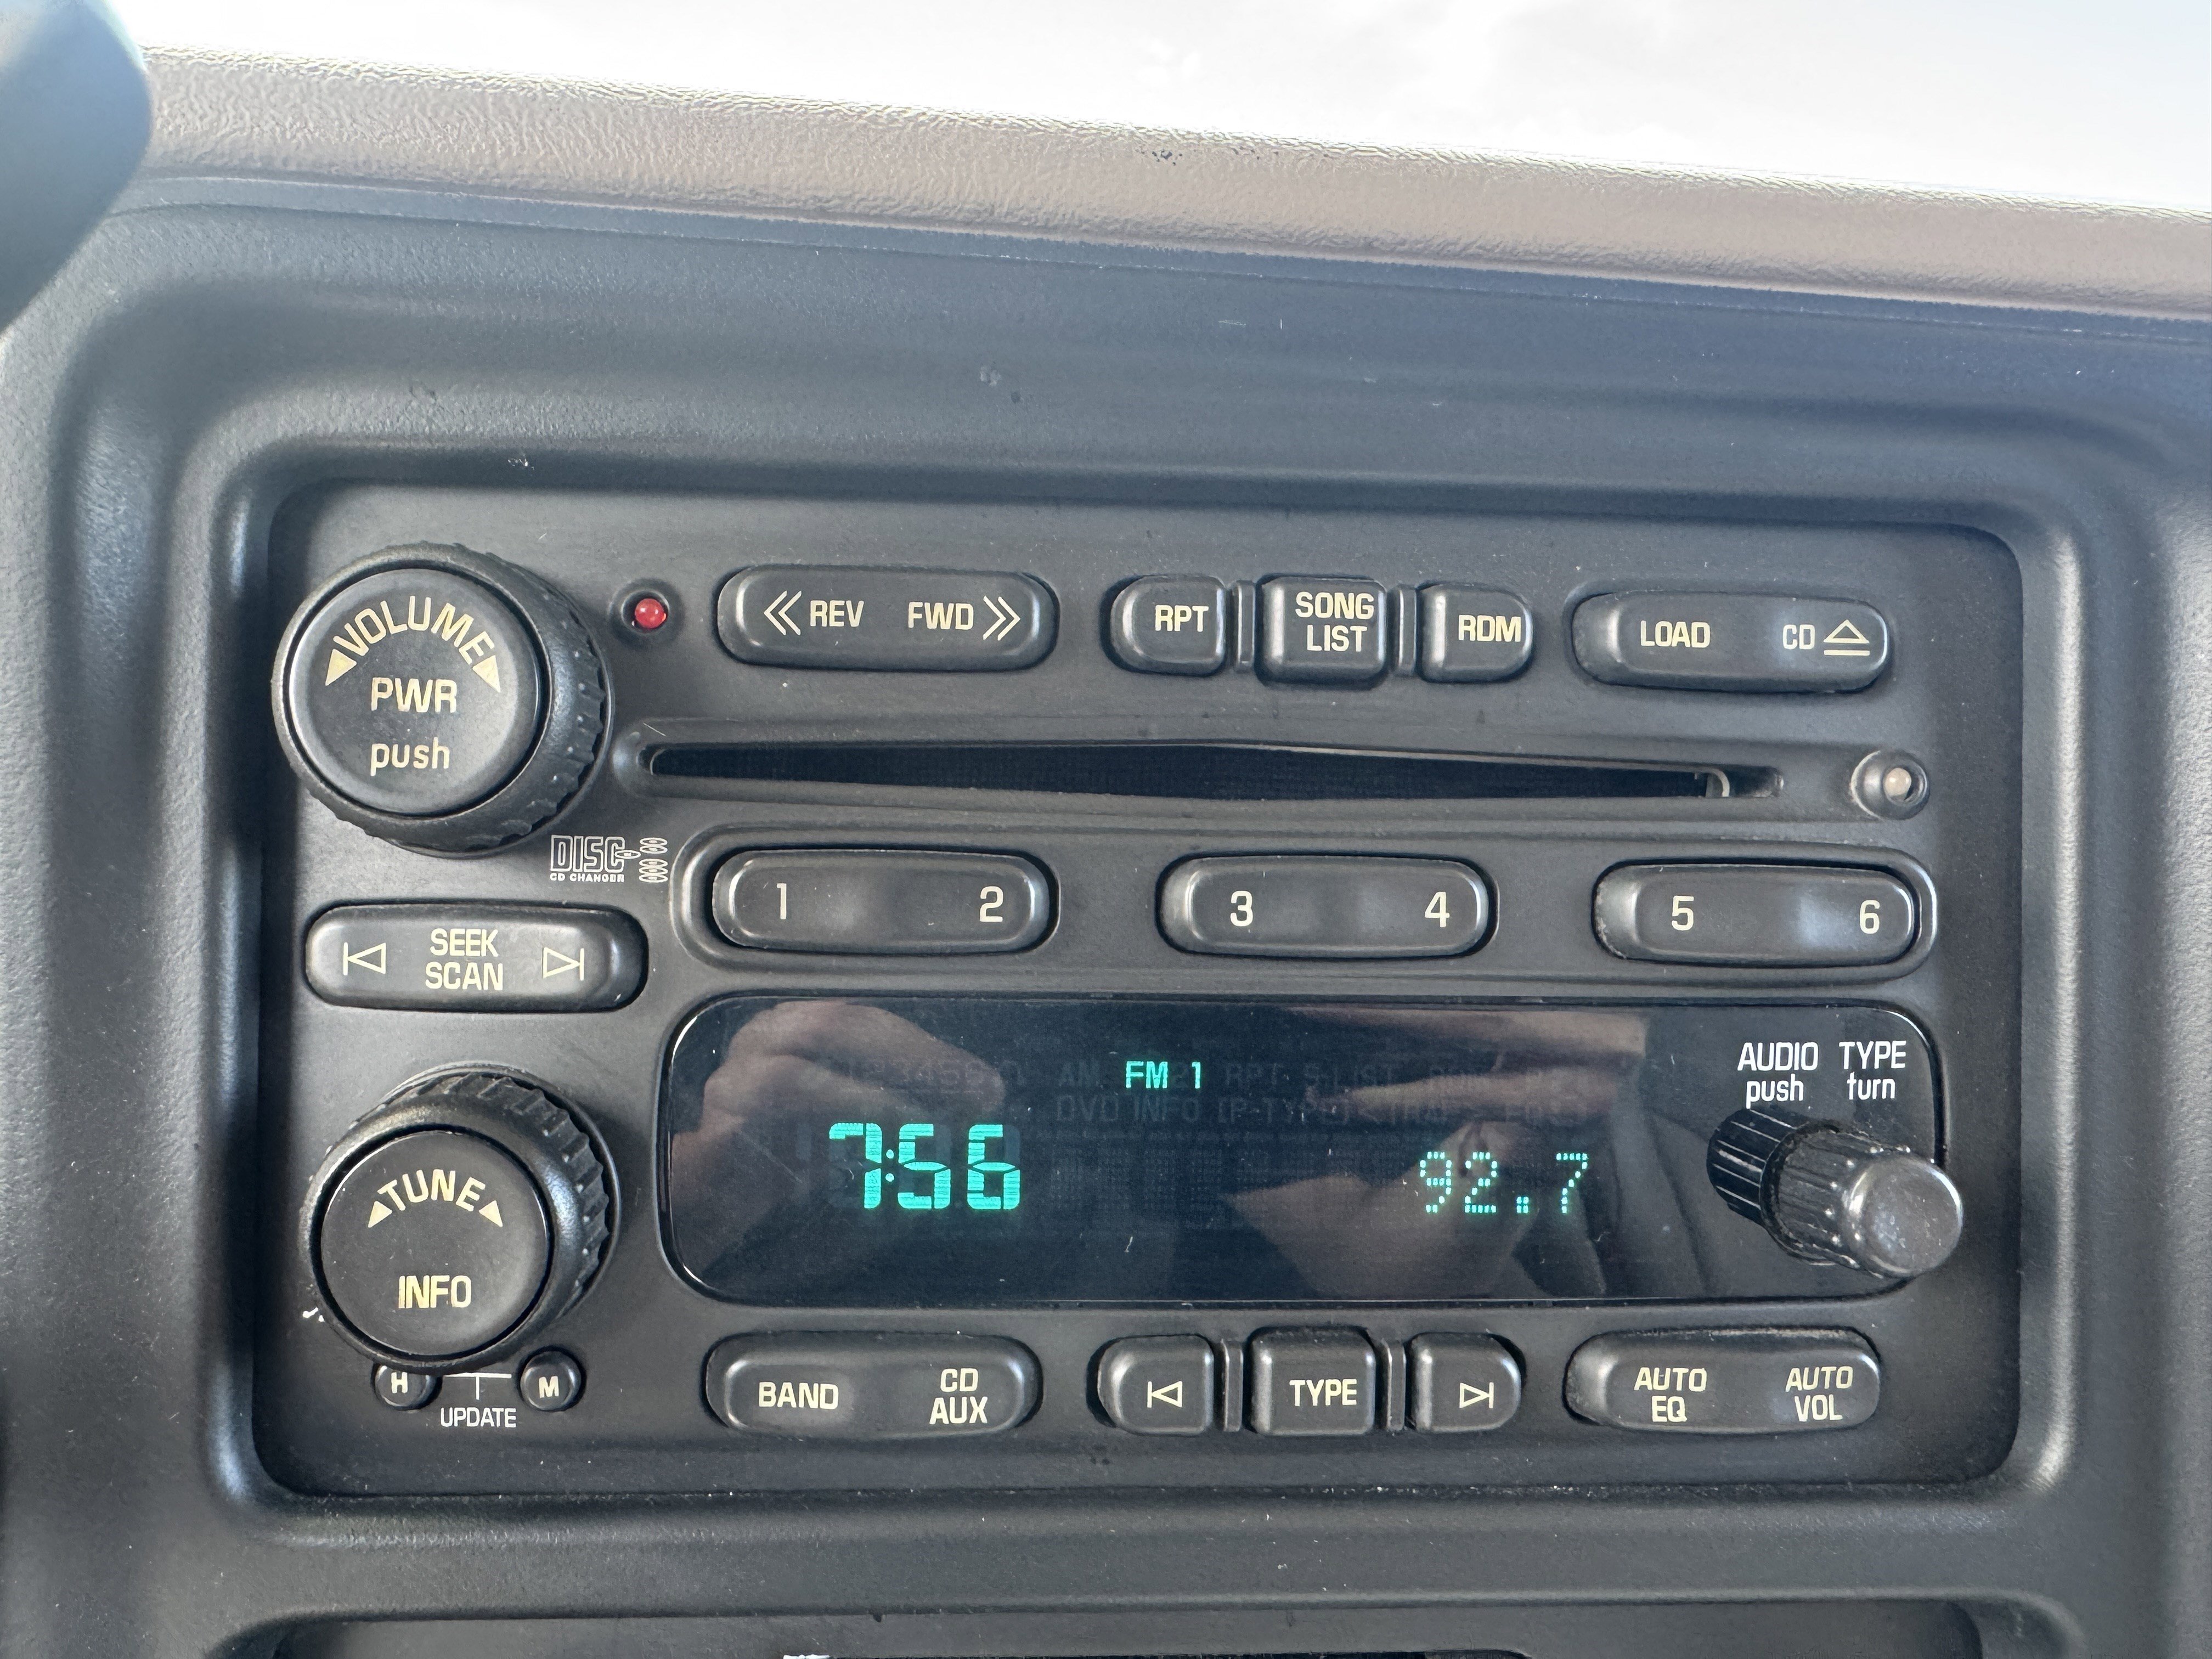 VOLUME
PWR
push
REV FWD
RPT
SONG
LIST
RDM
LOAD CD
DISC
CD CHANGER
1 2
3 4
5 6
SEEK
SCAN
FM 1
7:56
92.7
AUDIO TYPE
push turn
TUNE
INFO
H M
UPDATE
BAND
CD
AUX
TYPE
AUTO
EQ
AUTO
VOL